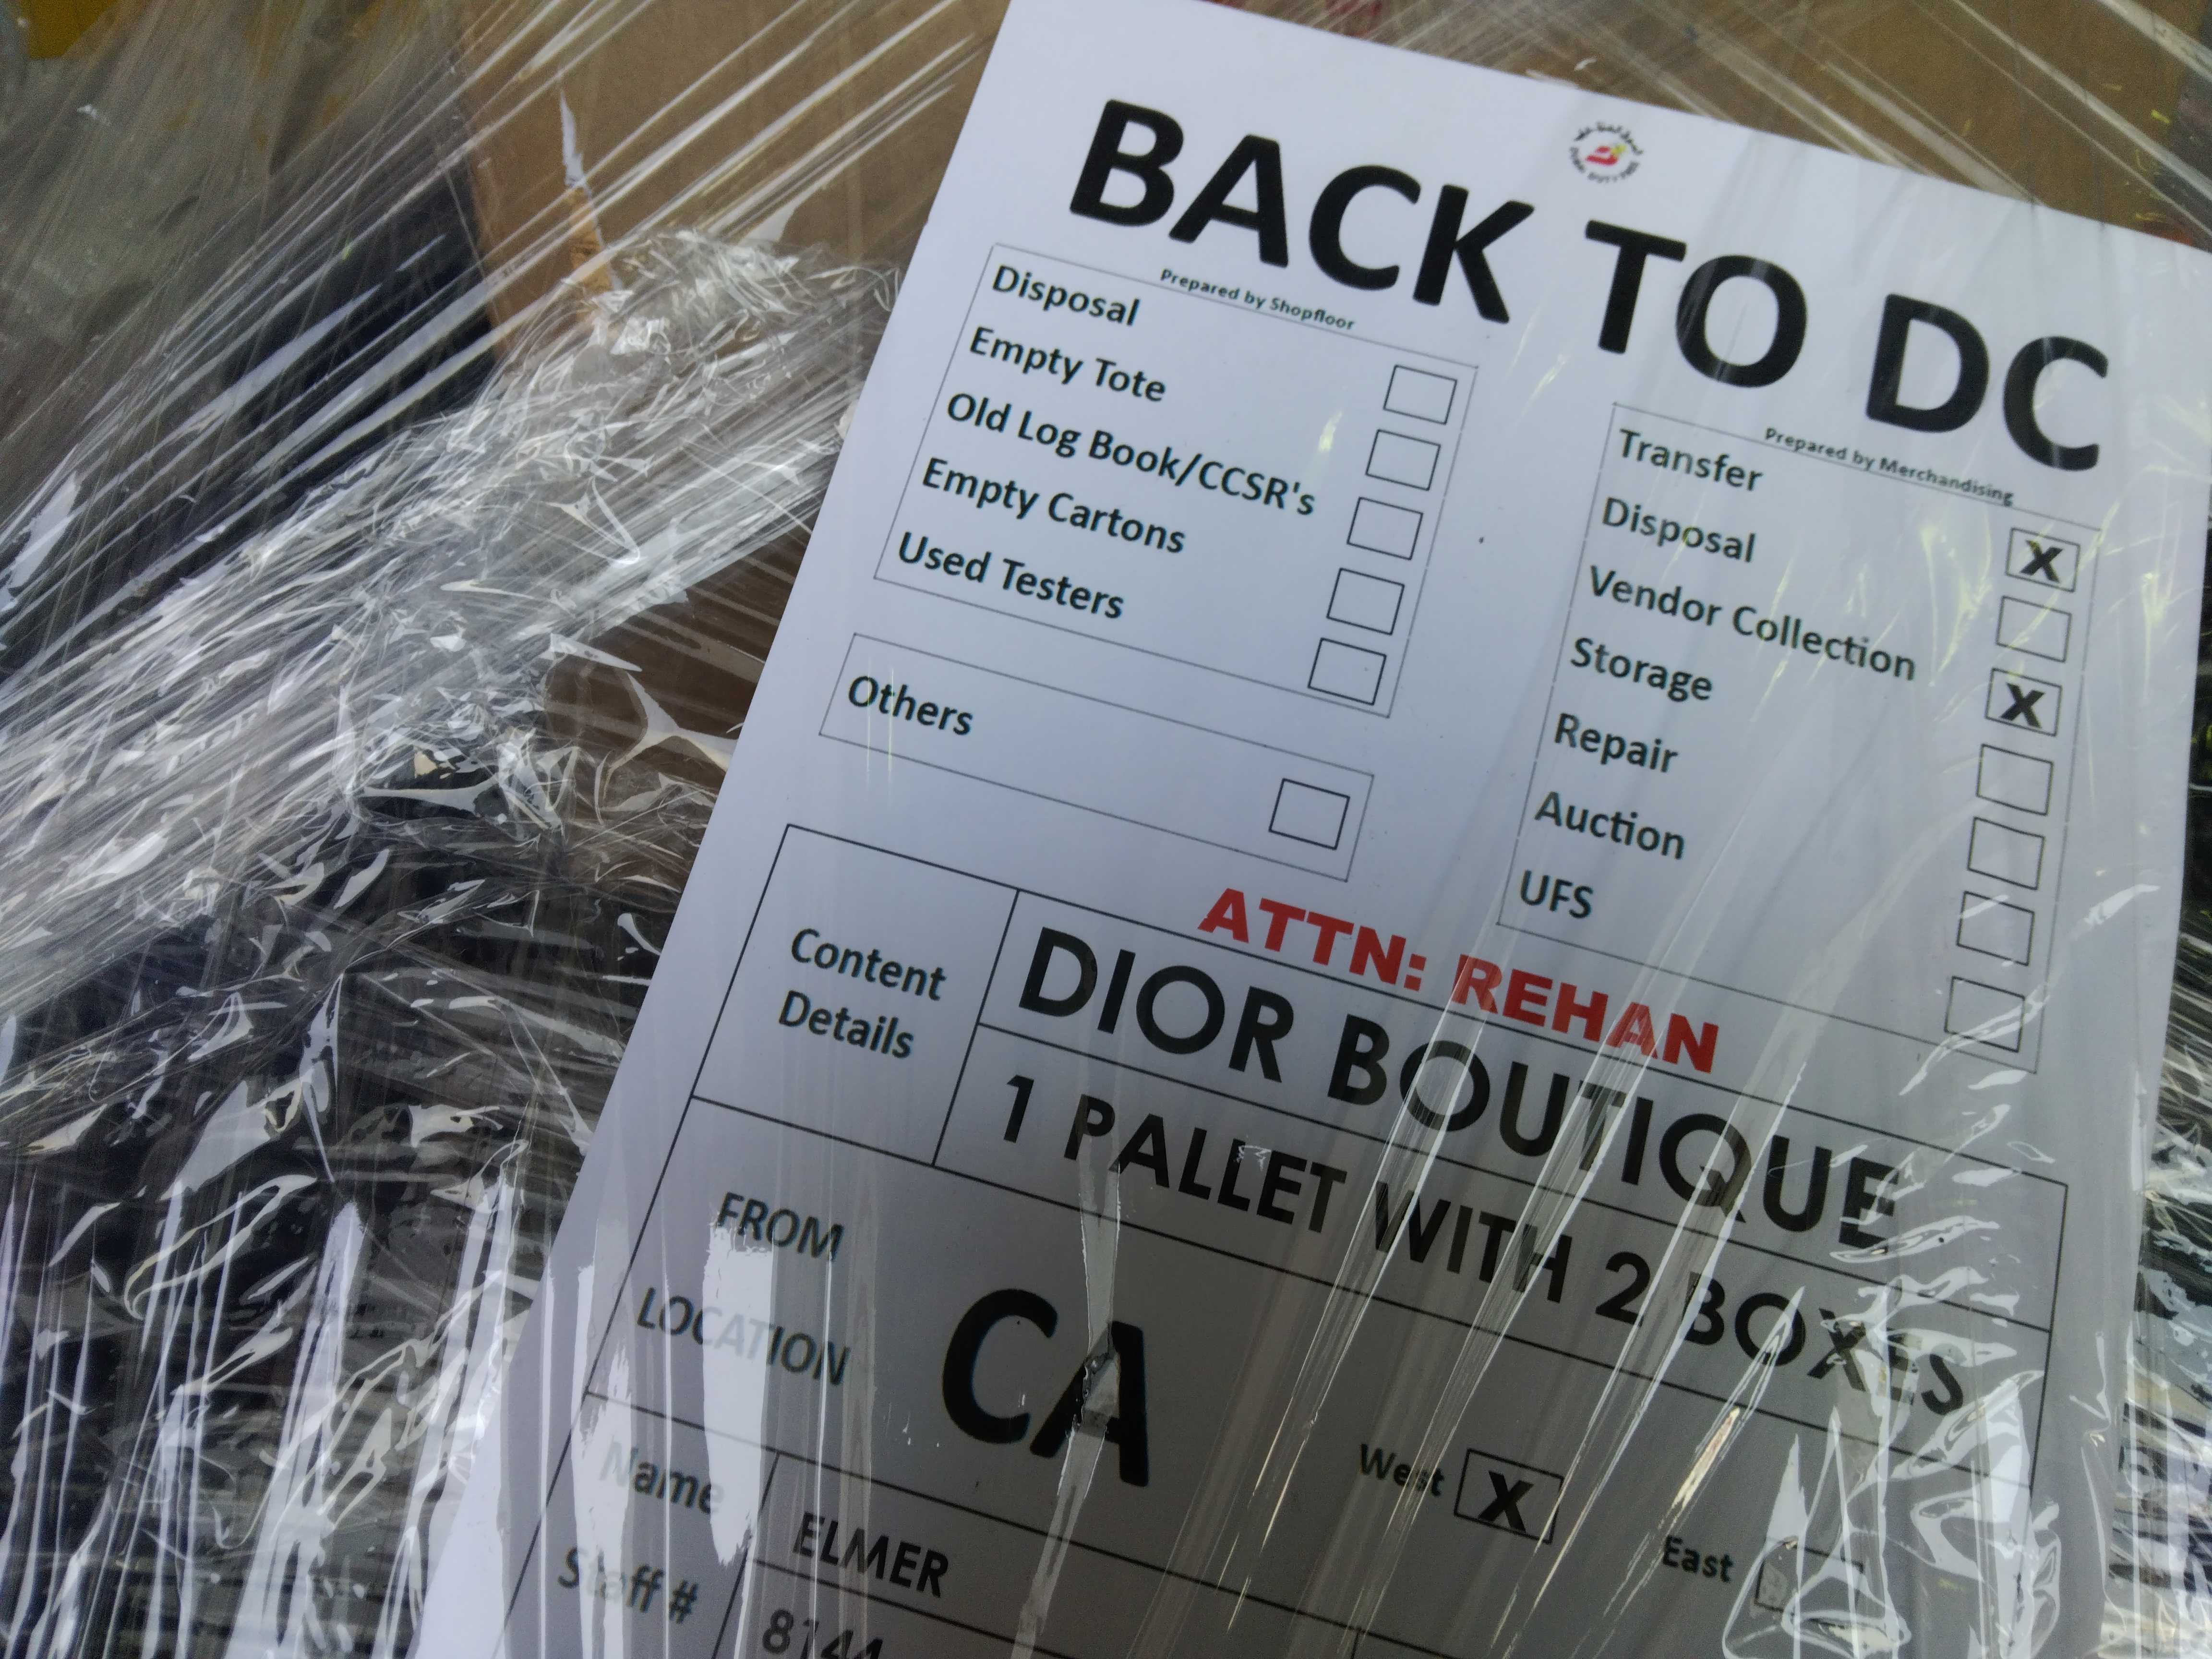 BACK TO DC
Prepared by Shopfloor
Disposal
Empty Tote
Old Log Book/CCSR's
Empty Cartons
Used Testers
Others
Prepared by Merchandising
Transfer X
Disposal
Vendor Collection X
Storage
Repair
Auction
UFS
ATTN: REHAN
Content
Details
DIOR BOUTIQUE
1 PALLET WITH 2 BOXES
FROM
LOCATION
CA
West X
East
Name ELMER
Staff # 8144